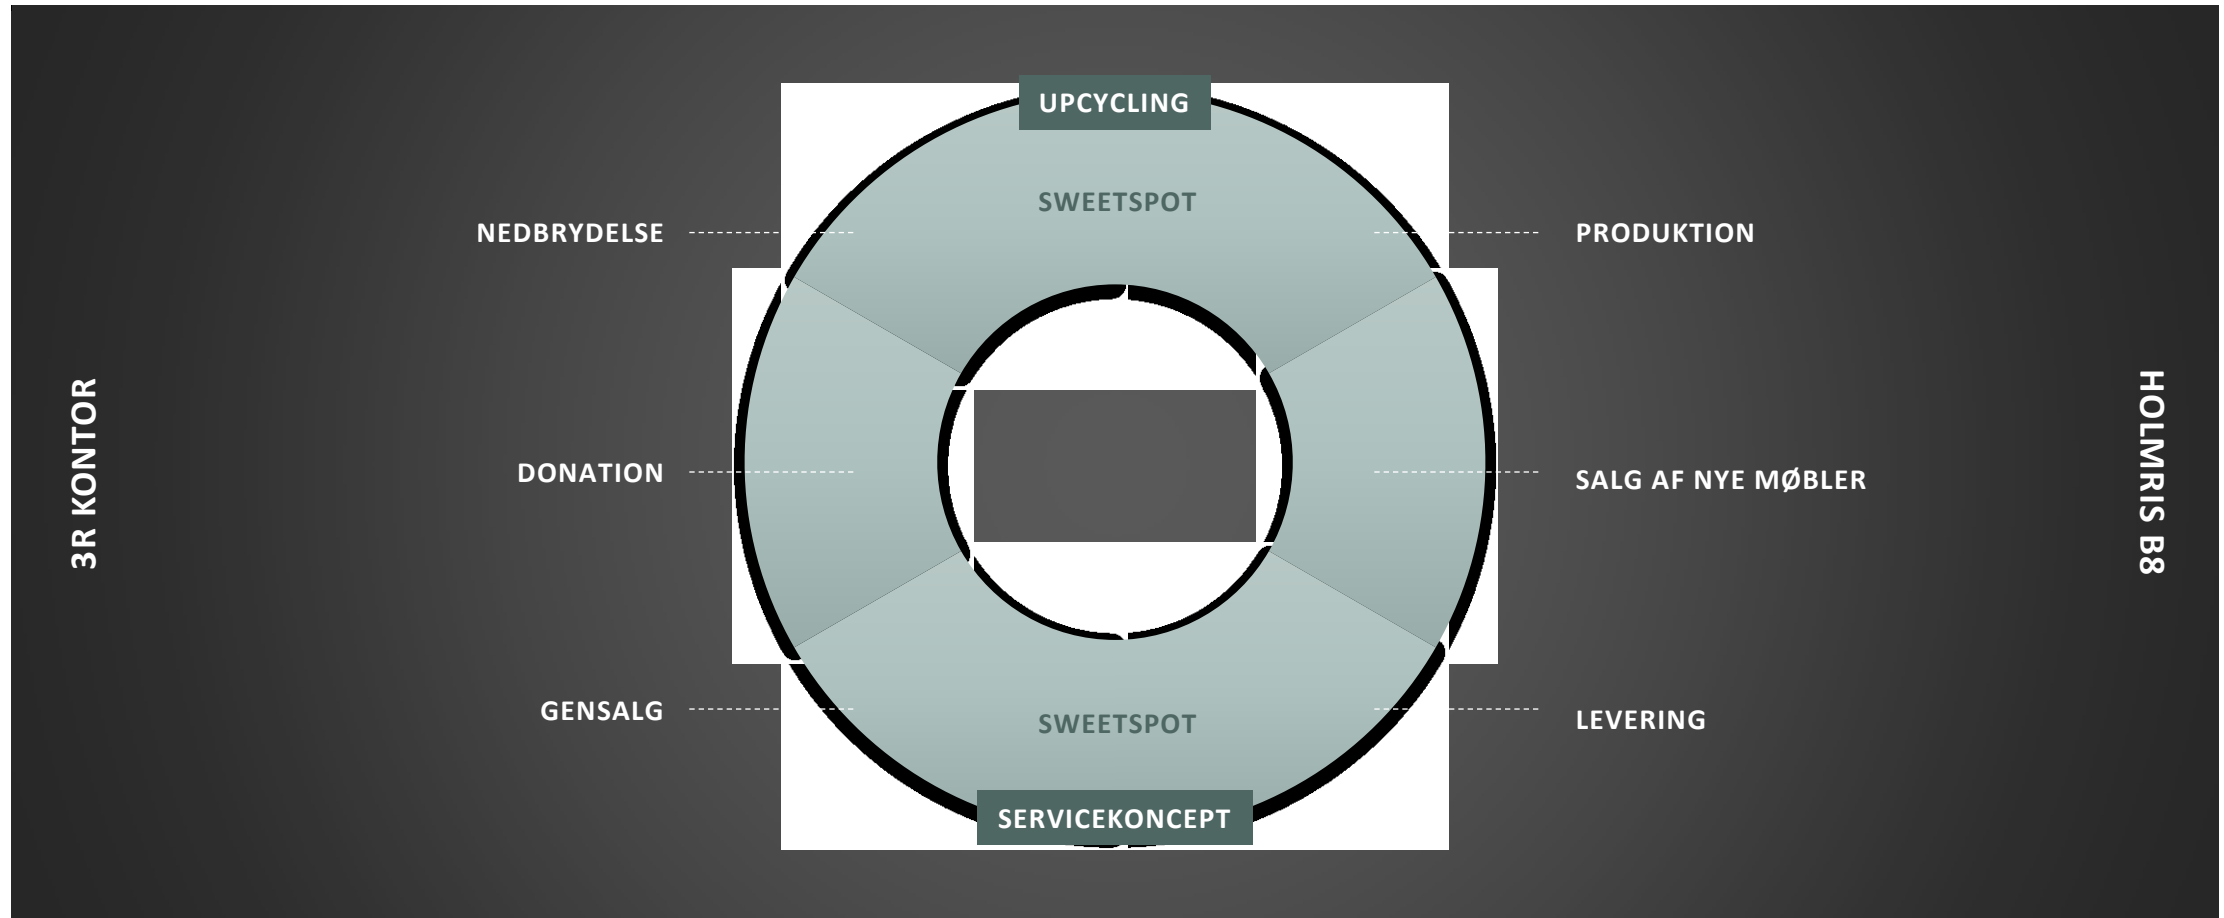 UPCYCLING
SWEETSPOT
NEDBRYDELSE
PRODUKTION
3R KONTOR
HOLMRIS B8
DONATION
SALG AF NYE MØBLER
GENSALG
LEVERING
SWEETSPOT
SERVICEKONCEPT